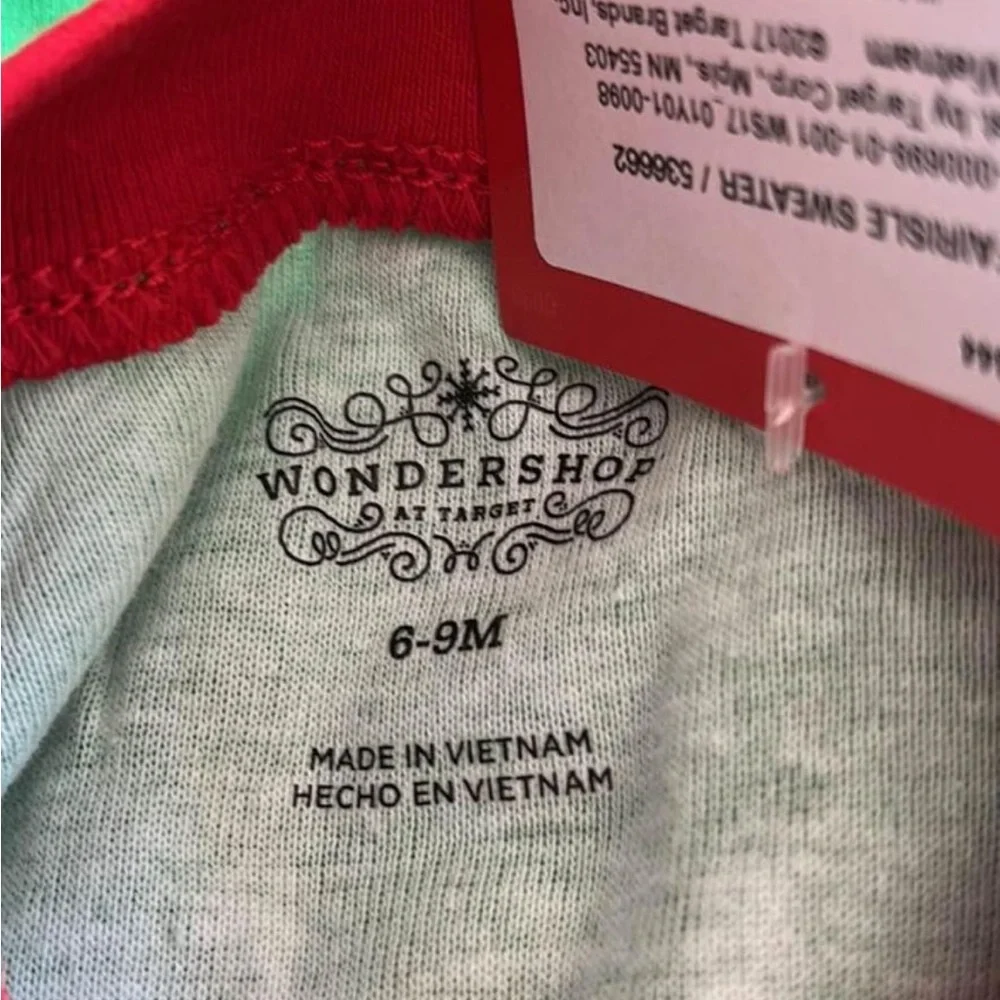 WONDERSHOP
AT TARGET
6-9M
MADE IN VIETNAM
HECHO EN VIETNAM
AIRISLE SWEATER / 536662
-000699-01-001 WS17_01Y01-0098
. by Target Corp., Mpls., MN 55403
Vietnam ©2017 Target Brands, Inc.